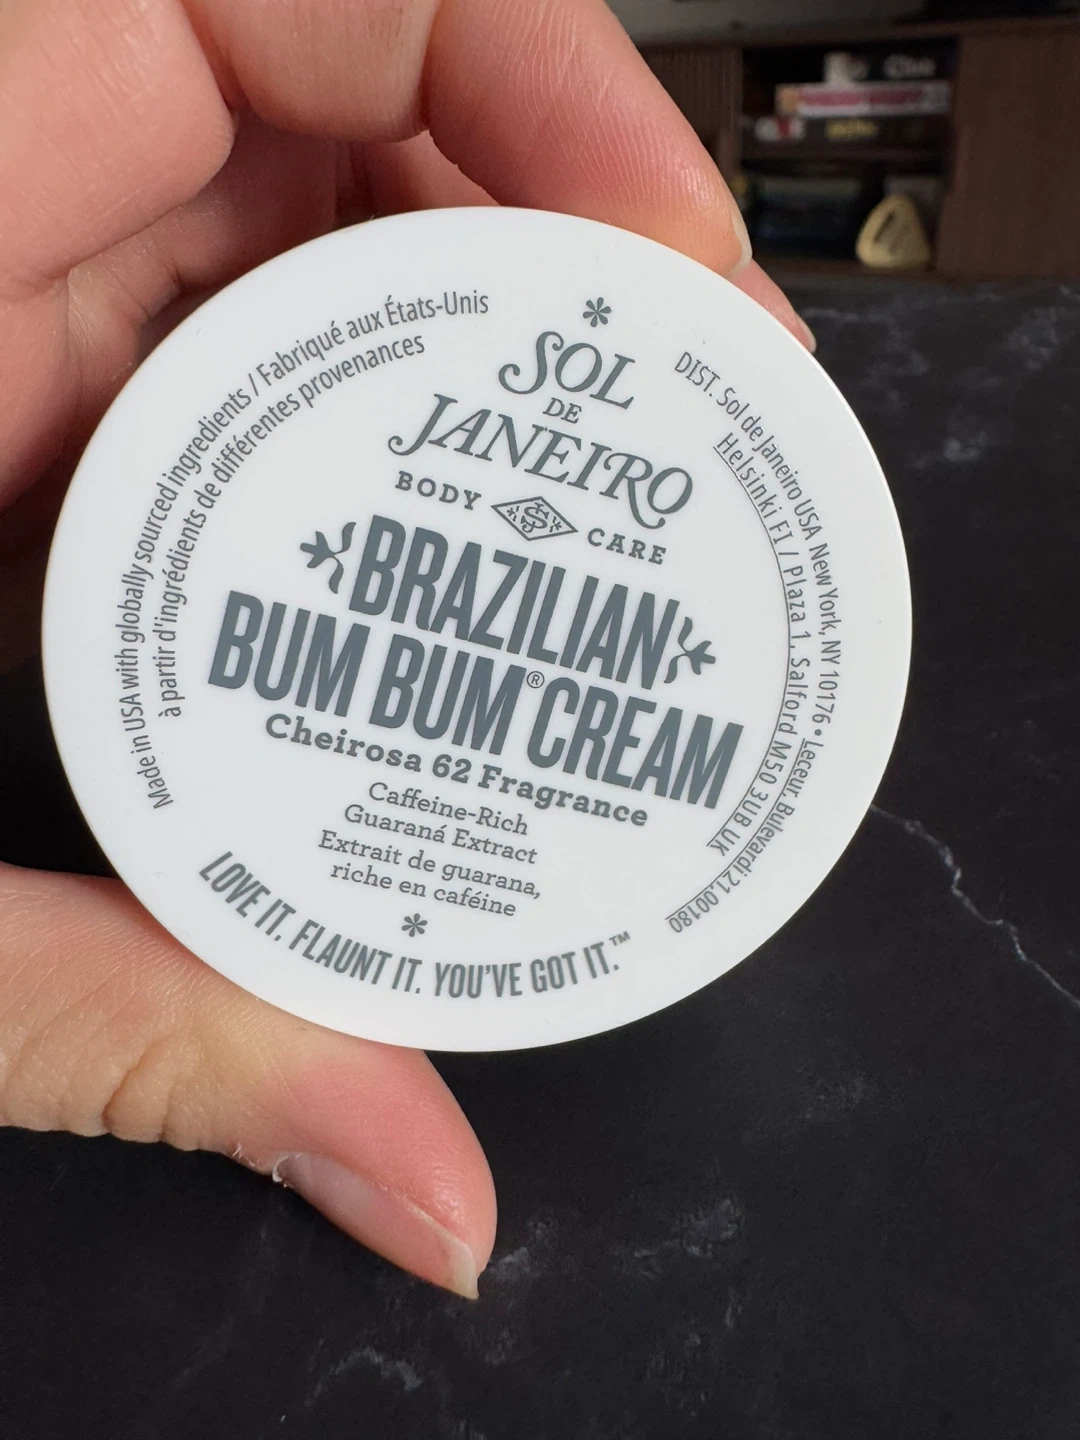 Made in USA with globally sourced ingredients / Fabriqué aux États-Unis
à partir d'ingrédients de différentes provenances
SOL
DE
JANEIRO
BODY CARE
BRAZILIAN
BUM BUM® CREAM
Cheirosa 62 Fragrance
Caffeine-Rich
Guaraná Extract
Extrait de guarana,
riche en caféine
LOVE IT. FLAUNT IT. YOU'VE GOT IT.™
DIST. Sol de Janeiro USA New York, NY 10176 • Leceur, Bulevardi 21,00180
Helsinki FI / Plaza 1, Salford M50 3UB UK